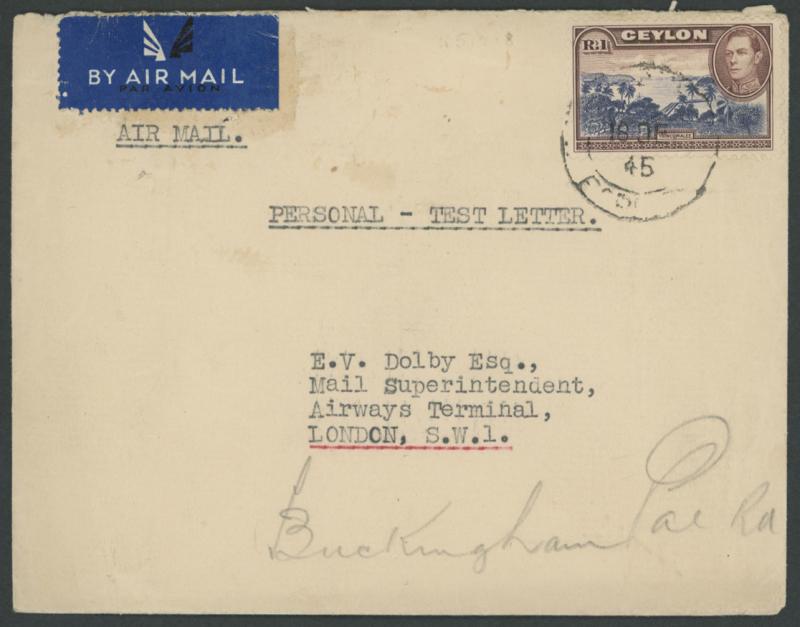 BY AIR MAIL
PAR AVION
AIR MAIL.
CEYLON
TRINCOMALEE
45
PERSONAL - TEST LETTER.
E.V. Dolby Esq.,
Mail Superintendent,
Airways Terminal,
LONDON, S.W.1.
Buckingham Pal Rd